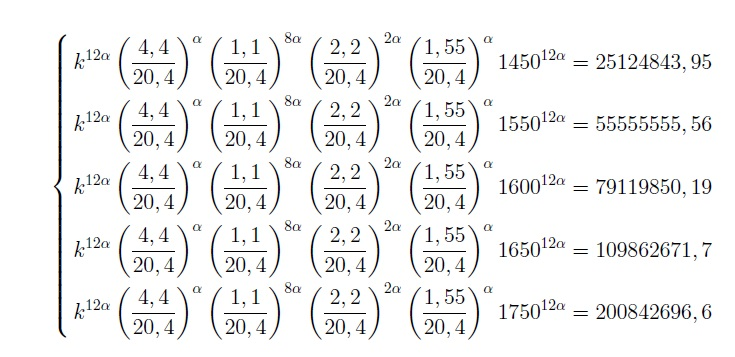 k^{12α} (4,4/20,4)^α (1,1/20,4)^{8α} (2,2/20,4)^{2α} (1,55/20,4)^α 1450^{12α} = 25124843,95
k^{12α} (4,4/20,4)^α (1,1/20,4)^{8α} (2,2/20,4)^{2α} (1,55/20,4)^α 1550^{12α} = 55555555,56
k^{12α} (4,4/20,4)^α (1,1/20,4)^{8α} (2,2/20,4)^{2α} (1,55/20,4)^α 1600^{12α} = 79119850,19
k^{12α} (4,4/20,4)^α (1,1/20,4)^{8α} (2,2/20,4)^{2α} (1,55/20,4)^α 1650^{12α} = 109862671,7
k^{12α} (4,4/20,4)^α (1,1/20,4)^{8α} (2,2/20,4)^{2α} (1,55/20,4)^α 1750^{12α} = 200842696,6